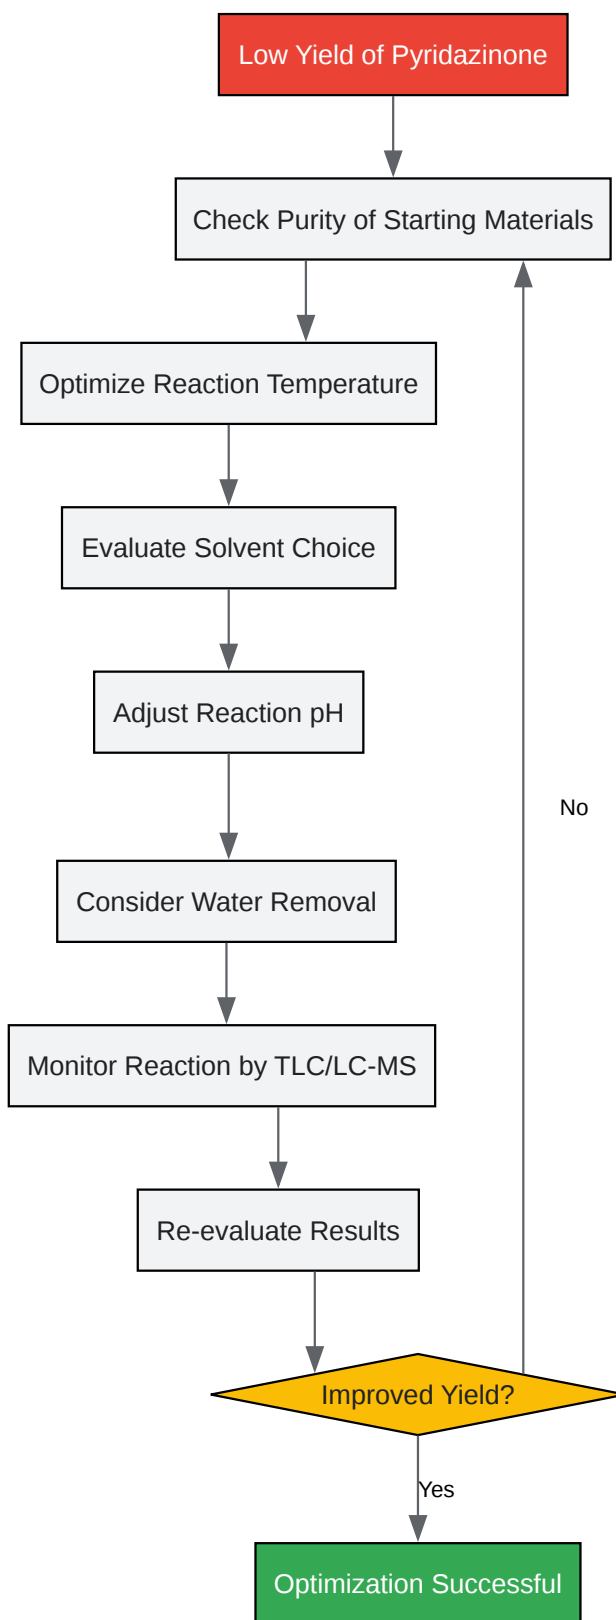 Low Yield of Pyridazinone
Check Purity of Starting Materials
Optimize Reaction Temperature
Evaluate Solvent Choice
Adjust Reaction pH
No
Consider Water Removal
Monitor Reaction by TLC/LC-MS
Re-evaluate Results
Improved Yield?
Yes
Optimization Successful